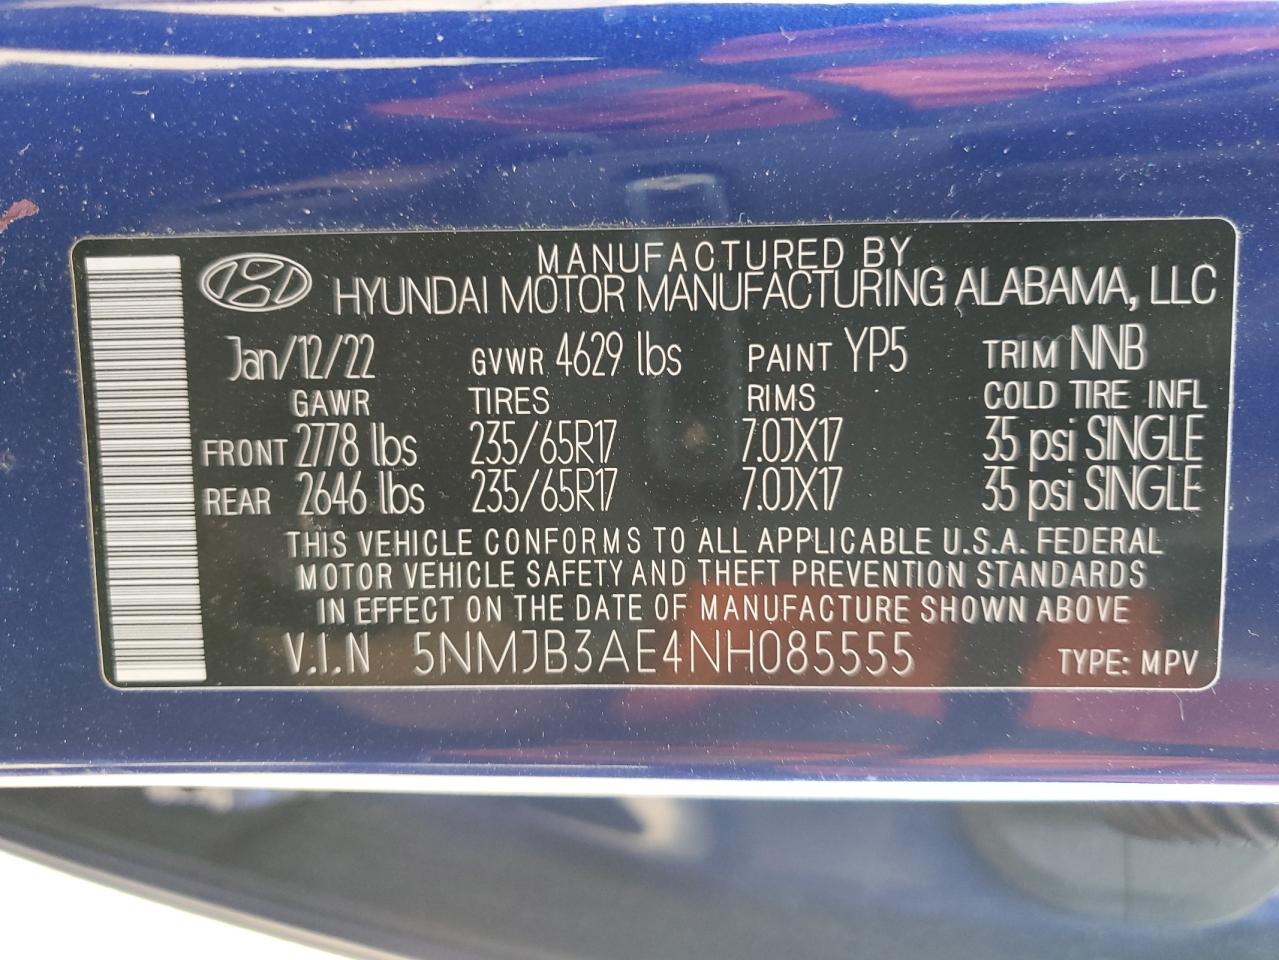 MANUFACTURED BY
HYUNDAI MOTOR MANUFACTURING ALABAMA, LLC
Jan/12/22 GVWR 4629 lbs PAINT YP5 TRIM NNB
GAWR TIRES RIMS COLD TIRE INFL
FRONT 2778 lbs 235/65R17 7.0JX17 35 psi SINGLE
REAR 2646 lbs 235/65R17 7.0JX17 35 psi SINGLE
THIS VEHICLE CONFORMS TO ALL APPLICABLE U.S.A. FEDERAL
MOTOR VEHICLE SAFETY AND THEFT PREVENTION STANDARDS
IN EFFECT ON THE DATE OF MANUFACTURE SHOWN ABOVE
V.I.N 5NMJB3AE4NH085555 TYPE: MPV